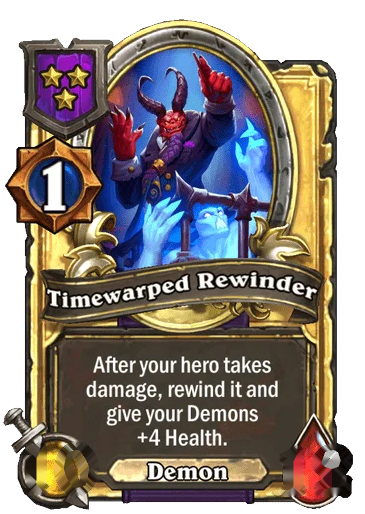 1
Timewarped Rewinder
After your hero takes
damage, rewind it and
give your Demons
+4 Health.
Demon